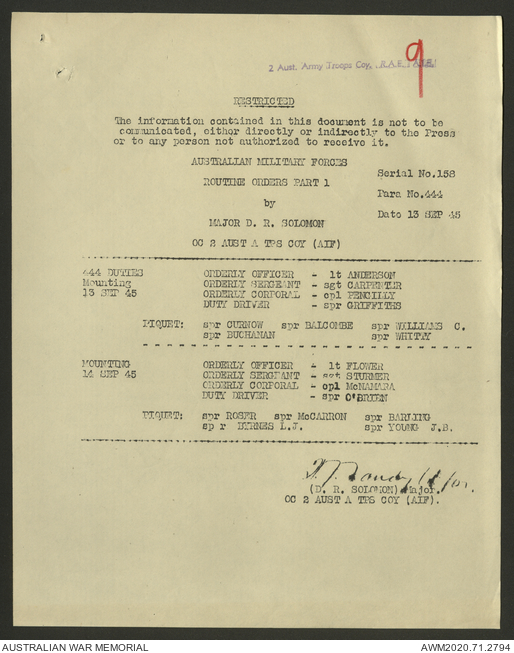 9
2 Aust. Army Troops Coy. R.A.E. A.I.F.
RESTRICTED
The information contained in this document is not to be
communicated, either directly or indirectly to the Press
or to any person not authorized to receive it.
AUSTRALIAN MILITARY FORCES
Serial No.158
ROUTINE ORDERS PART 1
Para No.444
by
Date 13 SEP 45
MAJOR D. R. SOLOMON
OC 2 AUST A TPS COY (AIF)
444 DUTIES ORDERLY OFFICER - lt ANDERSON
Mounting ORDERLY SERGEANT - sgt CARPENTER
13 SEP 45 ORDERLY CORPORAL - cpl PENCILLY
DUTY DRIVER - spr GRIFFITHS
PIQUET: spr CURNOW spr BALCOMBE spr WILLIAMS C.
spr BUCHANAN spr WHITTY
MOUNTING ORDERLY OFFICER - lt FLOWER
14 SEP 45 ORDERLY SERGEANT - sgt STURMER
ORDERLY CORPORAL - cpl McNAMARA
DUTY DRIVER - spr O'BRIEN
PIQUET: spr ROSER spr McCARRON spr BARLING
sp r BYRNES L.J. spr YOUNG J.B.
(D. R. SOLOMON) Major.
OC 2 AUST A TPS COY (AIF).
AUSTRALIAN WAR MEMORIAL
AWM2020.71.2794